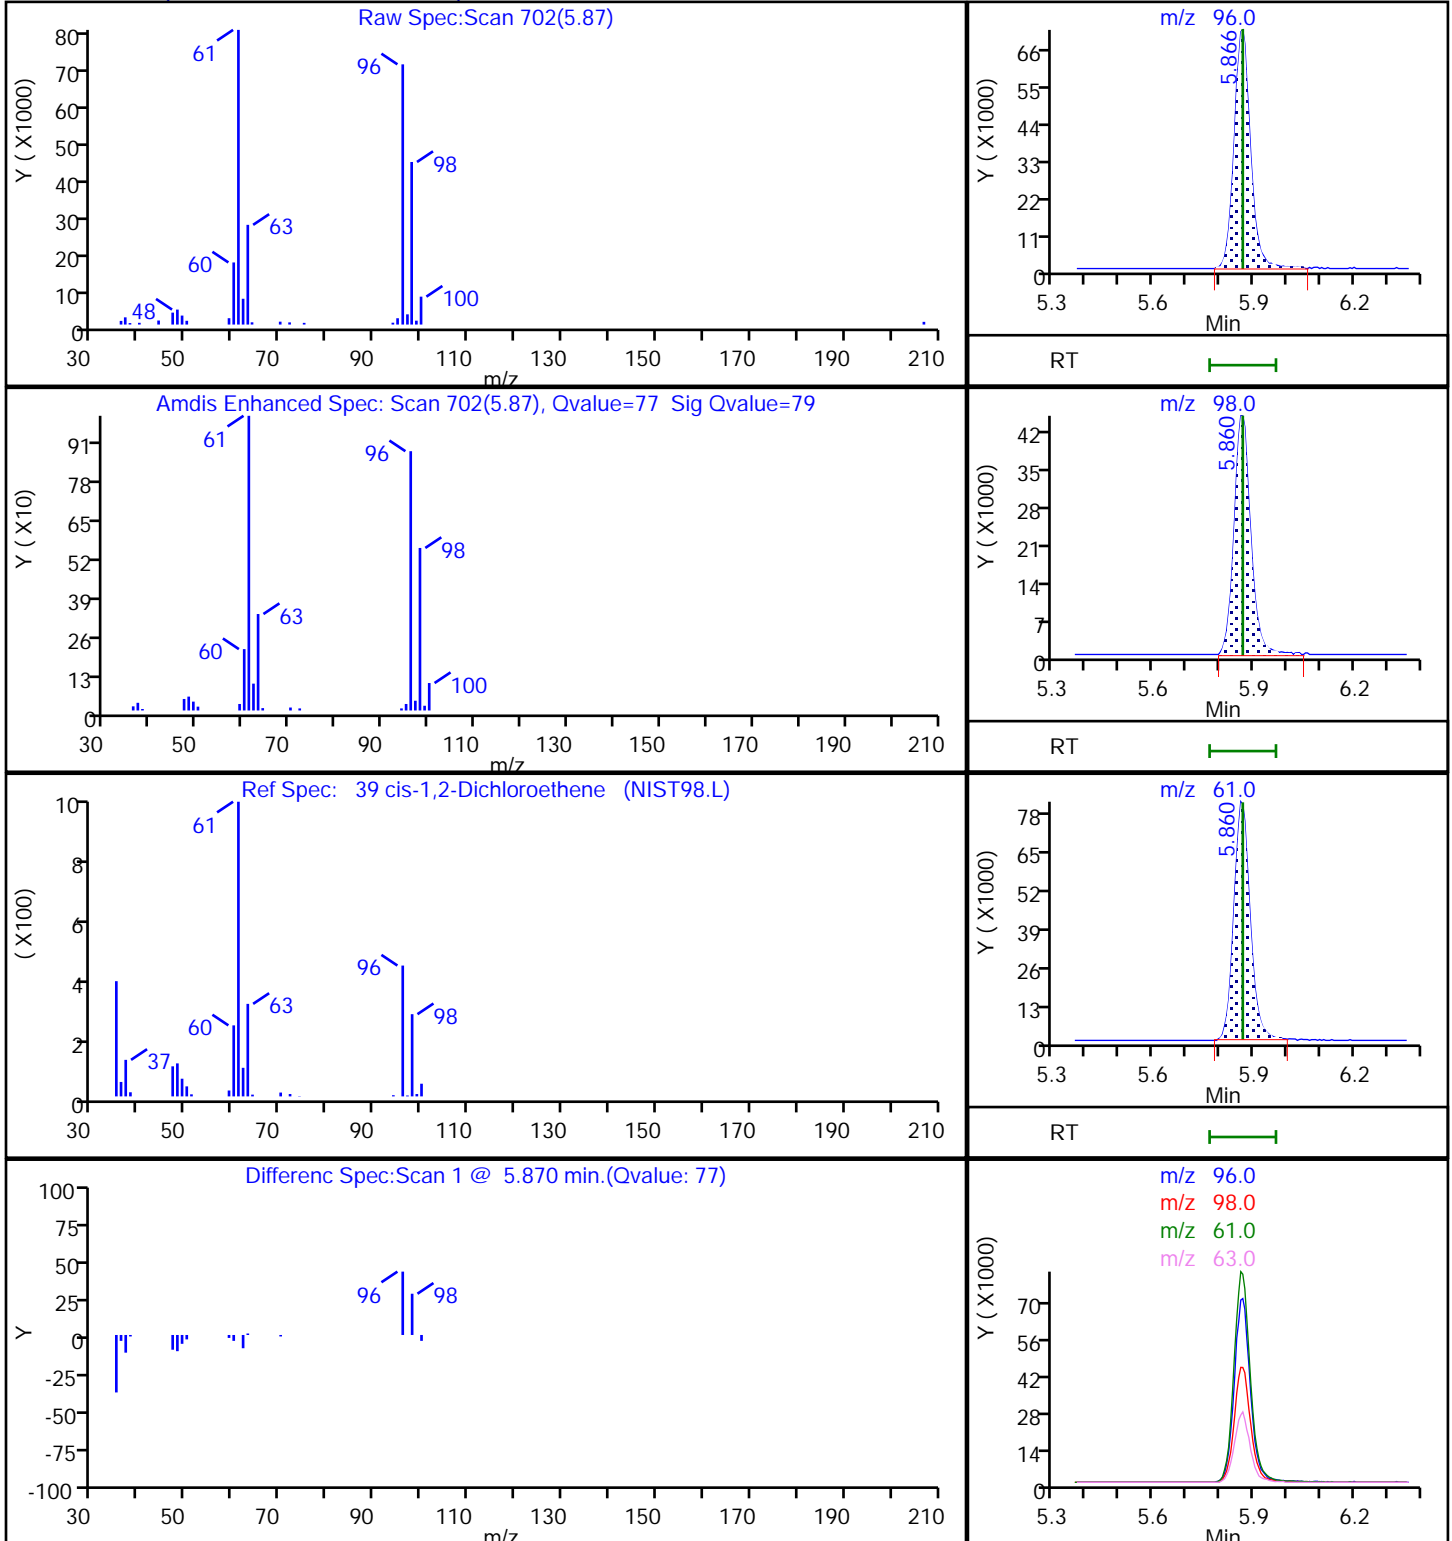 Raw Spec:Scan 702(5.87)
Y ( X1000)
80
70
60
50
40
30
20
10
0
61
96
98
63
60
48
100
30 50 70 90 110 130 150 170 190 210
m/z
m/z 96.0
Y ( X1000)
66
55
44
33
22
11
0
5.866
5.3 5.6 5.9 6.2
Min
RT
Amdis Enhanced Spec: Scan 702(5.87), Qvalue=77 Sig Qvalue=79
Y ( X10)
91
78
65
52
39
26
13
0
61
96
98
63
60
100
30 50 70 90 110 130 150 170 190 210
m/z
m/z 98.0
Y ( X1000)
42
35
28
21
14
7
0
5.860
5.3 5.6 5.9 6.2
Min
RT
Ref Spec: 39 cis-1,2-Dichloroethene (NIST98.L)
( X100)
10
8
6
4
2
0
61
96
63
98
60
37
30 50 70 90 110 130 150 170 190 210
m/z 61.0
Y ( X1000)
78
65
52
39
26
13
0
5.860
5.3 5.6 5.9 6.2
Min
RT
Differenc Spec:Scan 1 @ 5.870 min.(Qvalue: 77)
Y
100
75
50
25
0
-25
-50
-75
-100
96
98
30 50 70 90 110 130 150 170 190 210
m/z
m/z 96.0
m/z 98.0
m/z 61.0
m/z 63.0
Y ( X1000)
70
56
42
28
14
0
5.3 5.6 5.9 6.2
Min